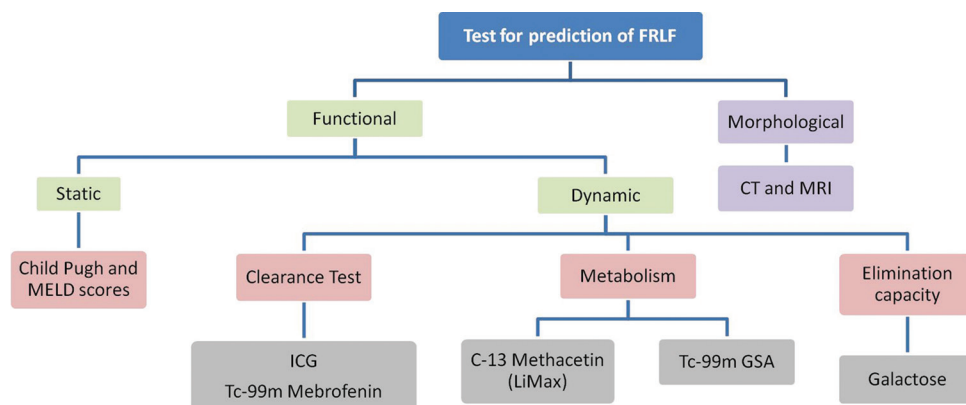 Test for prediction of FRLF
Functional
Morphological
Static
Dynamic
CT and MRI
Child Pugh and
MELD scores
Clearance Test
Metabolism
Elimination
capacity
ICG
Tc-99m Mebrofenin
C-13 Methacetin
(LiMax)
Tc-99m GSA
Galactose